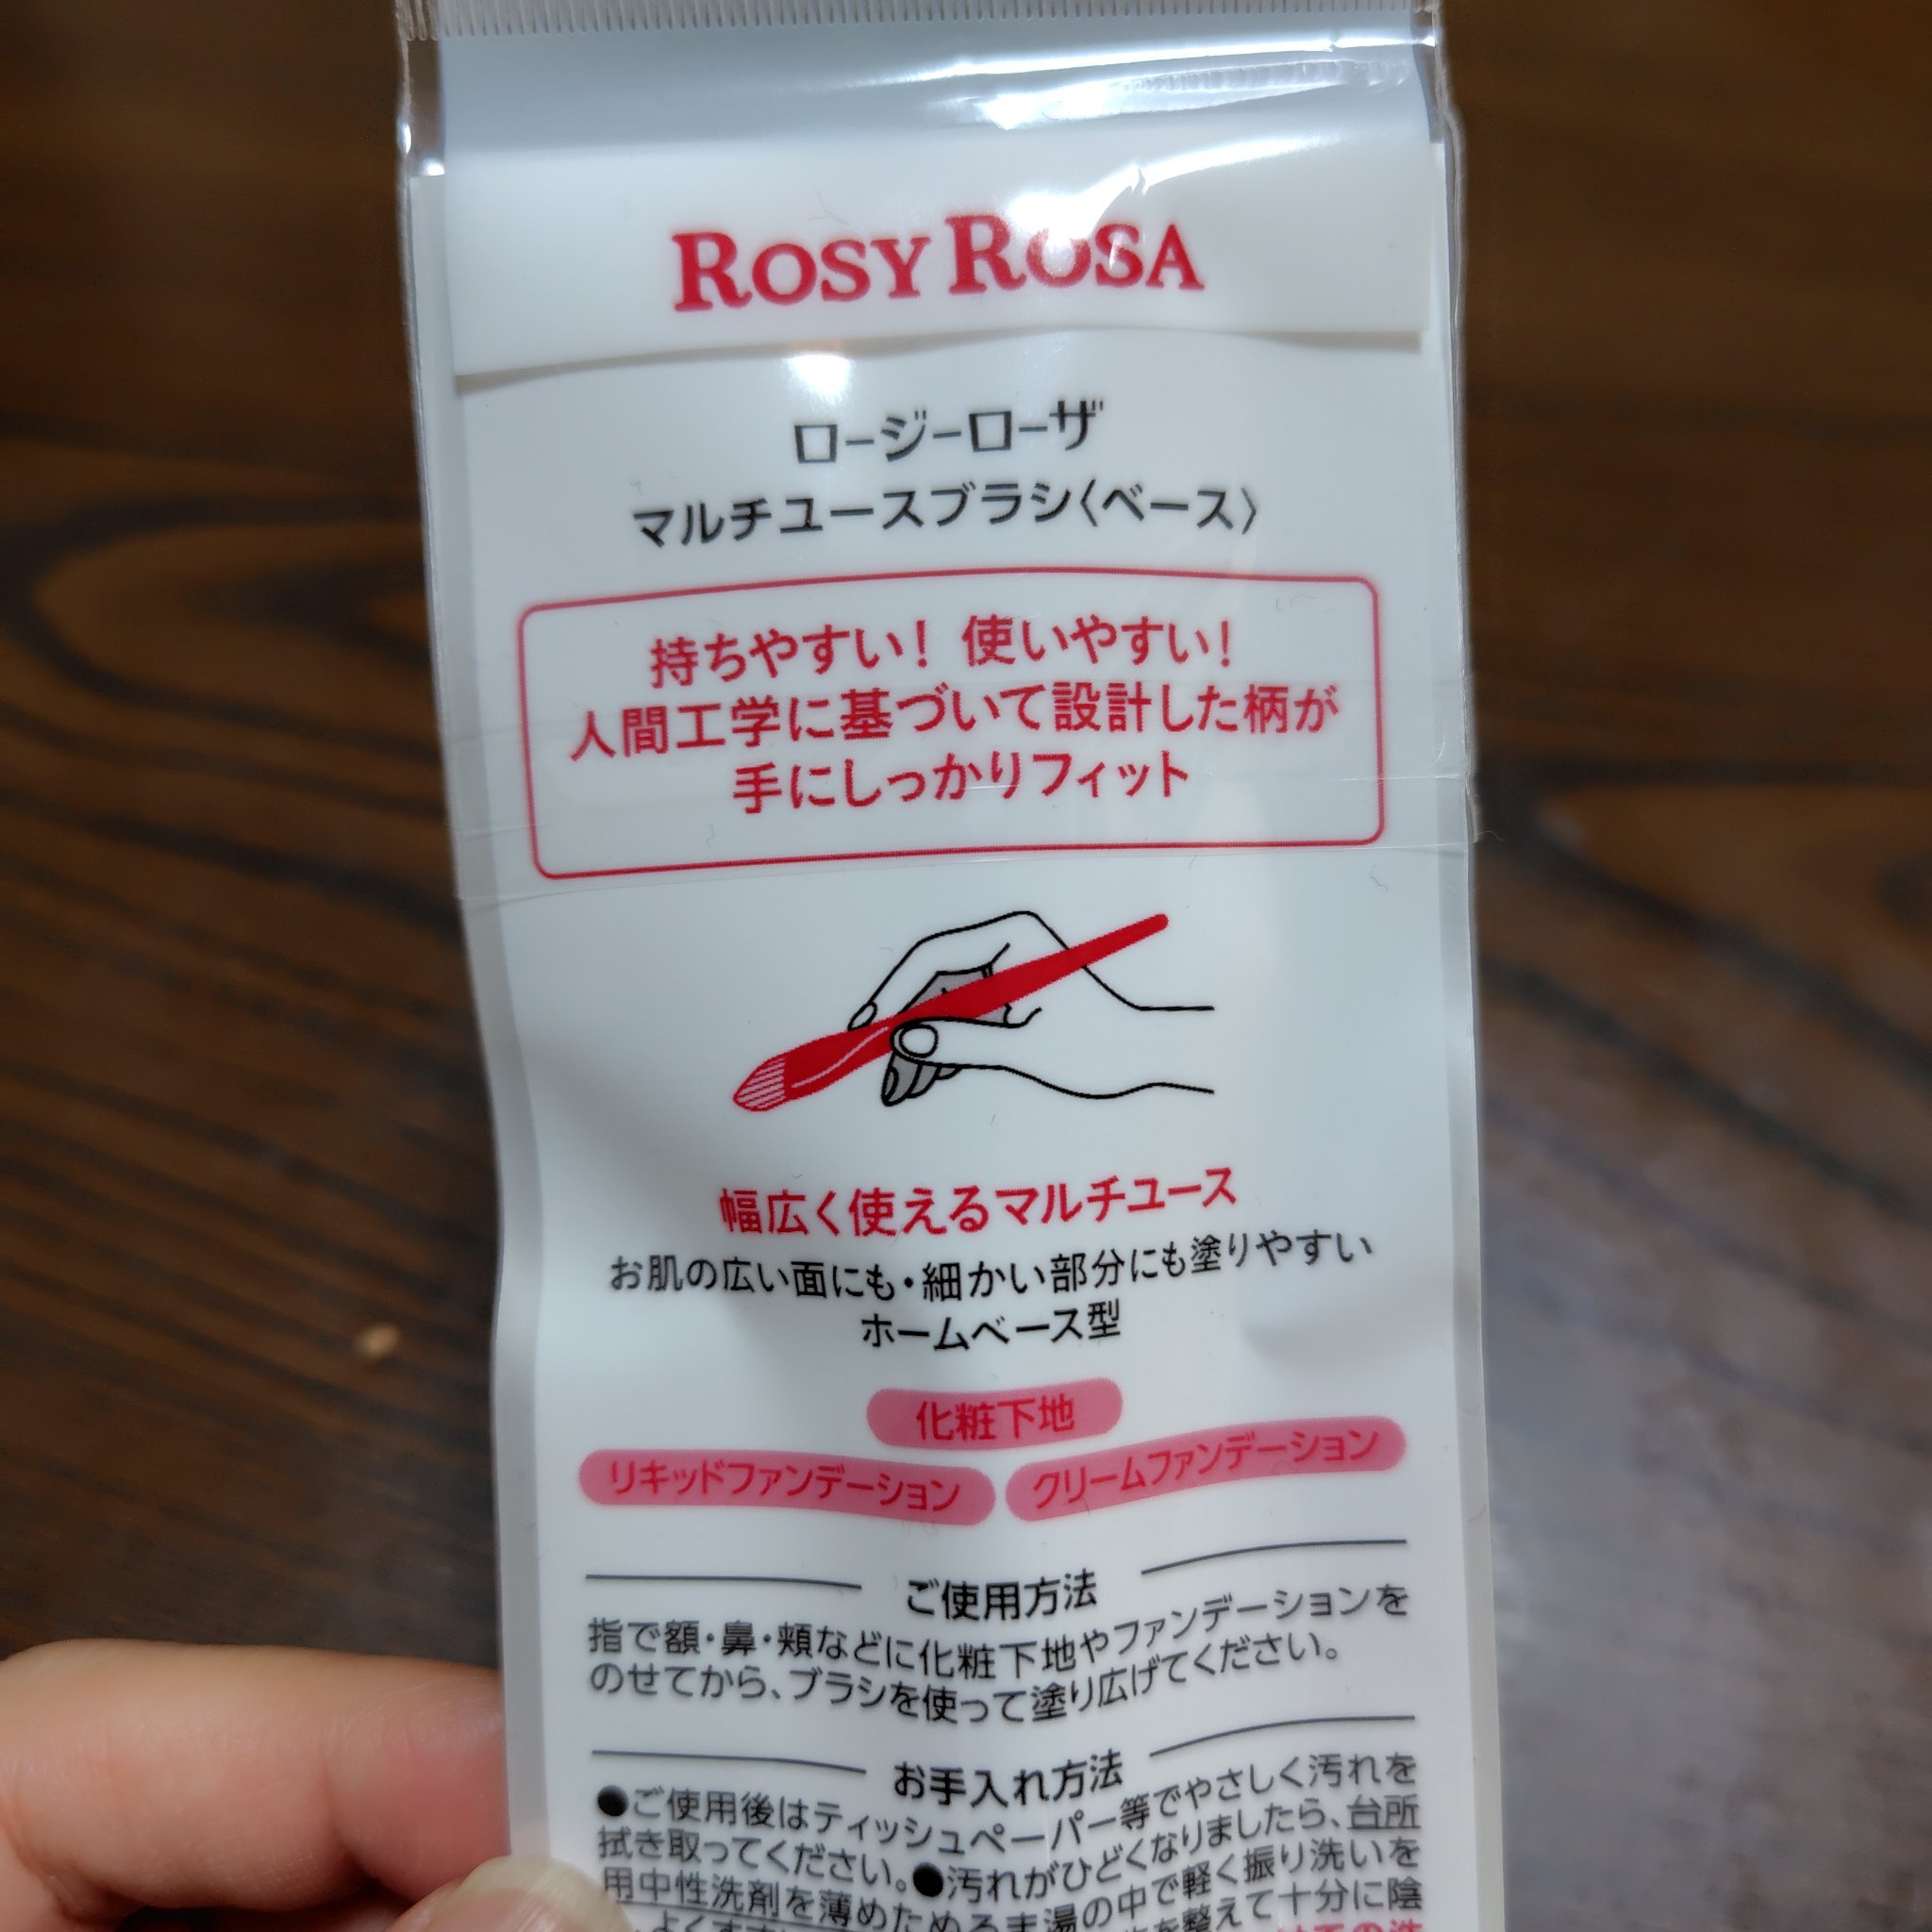 ROSY ROSA
ロージーローザ
マルチユースブラシ〈ベース〉
持ちやすい！ 使いやすい！
人間工学に基づいて設計した柄が
手にしっかりフィット
幅広く使えるマルチユース
お肌の広い面にも・細かい部分にも塗りやすい
ホームベース型
化粧下地
リキッドファンデーション クリームファンデーション
ご使用方法
指で額・鼻・頬などに化粧下地やファンデーションを
のせてから、ブラシを使って塗り広げてください。
お手入れ方法
●ご使用後はティッシュペーパー等でやさしく汚れを
拭き取ってください。●汚れがひどくなりましたら、台所
用中性洗剤を薄めたぬるま湯の中で軽く振り洗いを
を整えて十分に陰